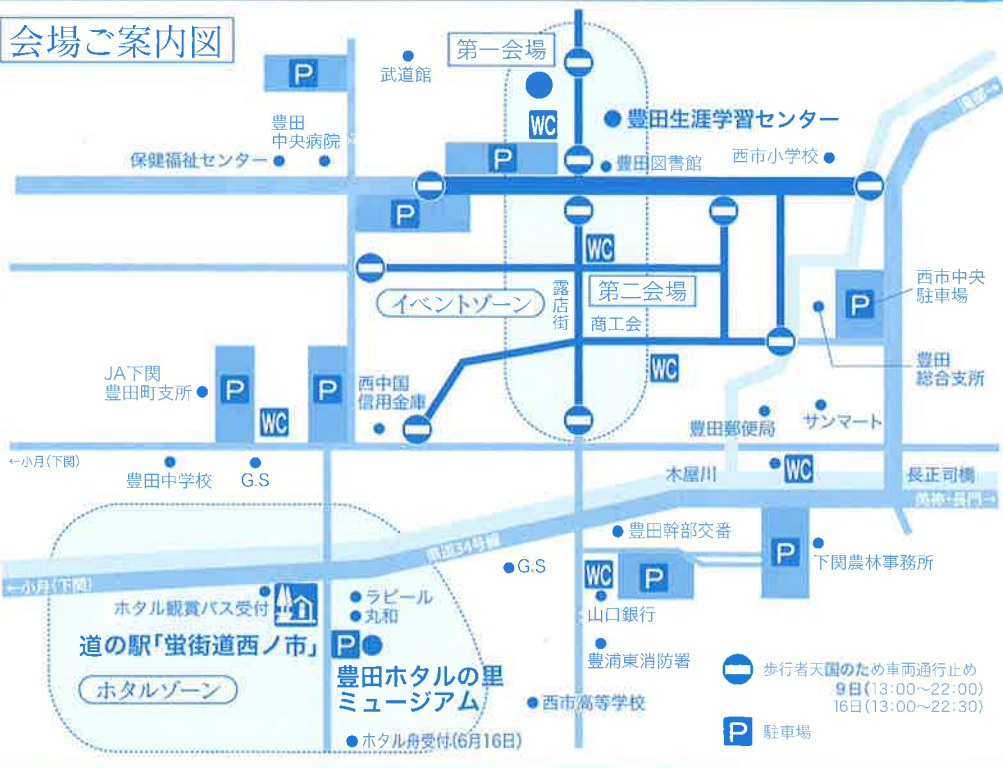 会場ご案内図
第一会場
武道館
P
WC
豊田生涯学習センター
豊田
中央病院
保健福祉センター
P
豊田図書館
西市小学校
P
WC
イベントゾーン
露店街
第二会場
商工会
P
西市中央
駐車場
豊田
総合支所
JA下関
豊田町支所
P
WC
P
西中国
信用金庫
WC
豊田郵便局
サンマート
←小月(下関)
豊田中学校
G.S
木屋川
WC
長正司橋
美祢・長門→
県道34号線
豊田幹部交番
P
下関農林事務所
G.S
WC
P
山口銀行
←小月(下関)
ホタル観賞バス受付
ラピール
丸和
道の駅「蛍街道西ノ市」
P
豊田ホタルの里
ミュージアム
ホタルゾーン
豊浦東消防署
西市高等学校
ホタル舟受付(6月16日)
歩行者天国のため車両通行止め
9日(13:00〜22:00)
16日(13:00〜22:30)
P
駐車場